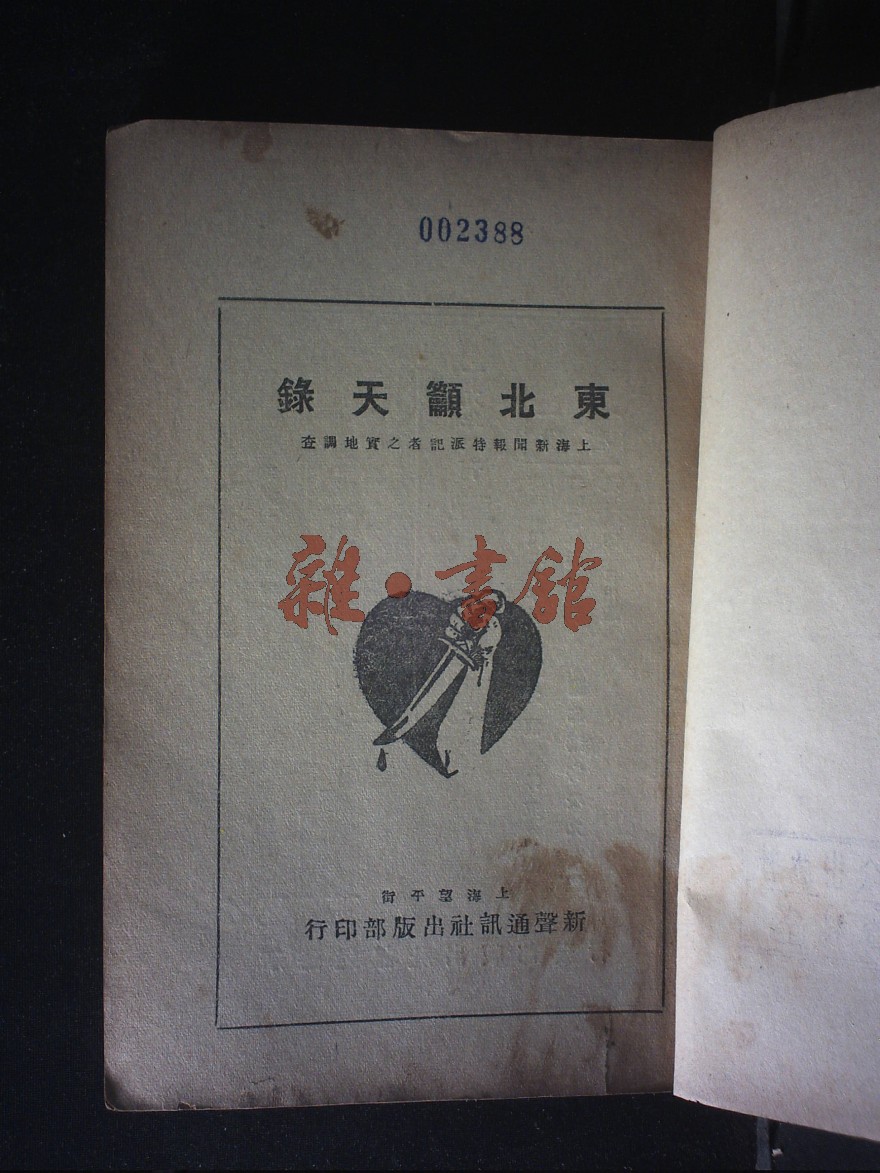 002388
東北籲天錄
上海新聞報特派記者之實地調查
雜·書館
上海望平街
新聲通訊社出版部印行